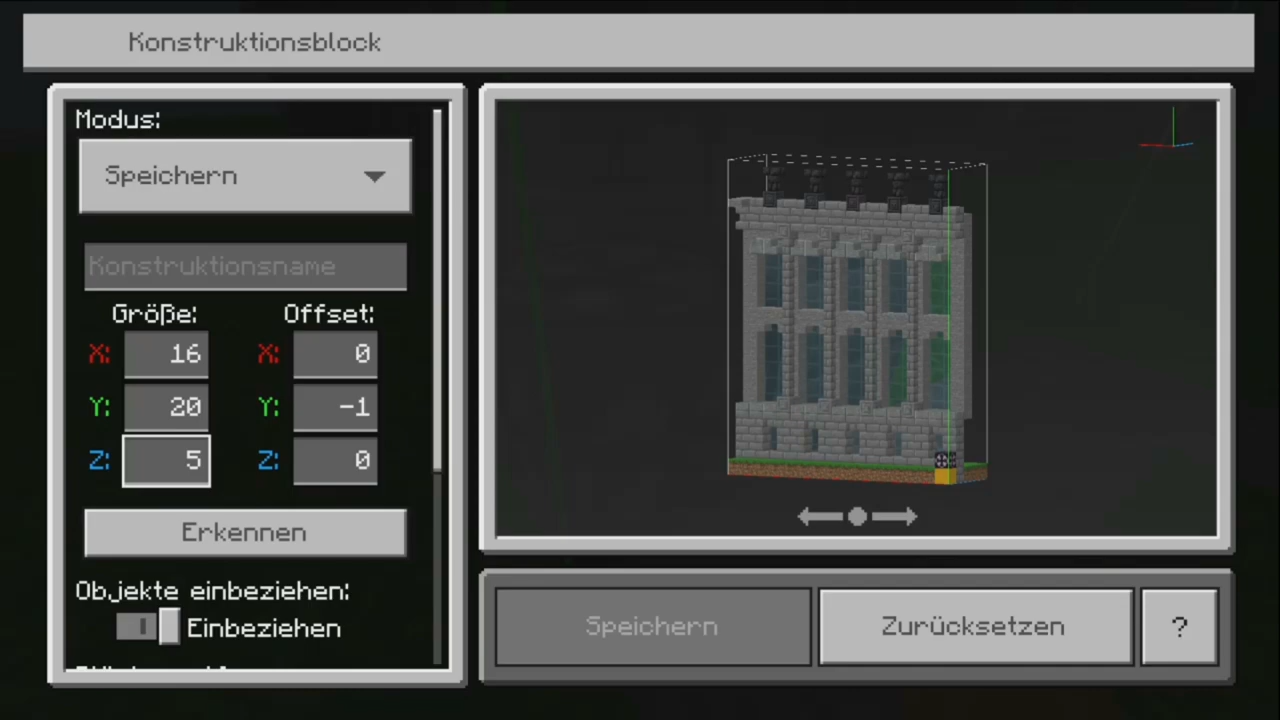 Konstruktionsblock
Modus:
Speichern
Konstruktionsname
Größe: Offset:
X: 16 X: 0
Y: 20 Y: -1
Z: 5 Z: 0
Erkennen
Objekte einbeziehen:
Einbeziehen
Speichern Zurücksetzen ?